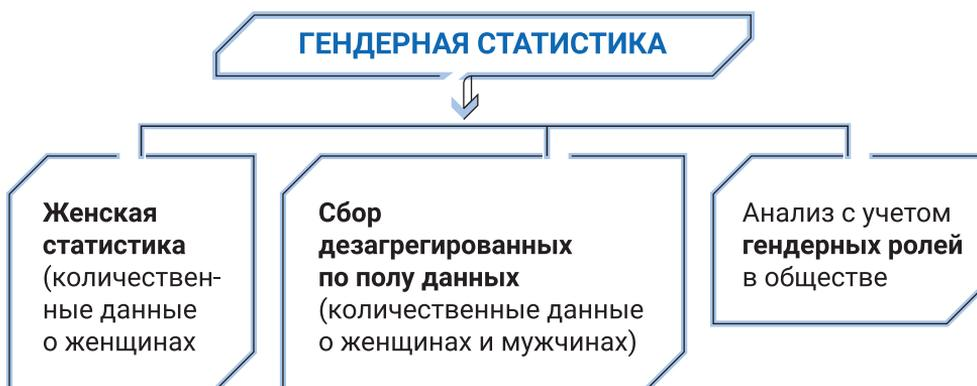 ГЕНДЕРНАЯ СТАТИСТИКА
Женская
статистика
(количествен-
ные данные
о женщинах
Сбор
дезагрегированных
по полу данных
(количественные данные
о женщинах и мужчинах)
Анализ с учетом
гендерных ролей
в обществе